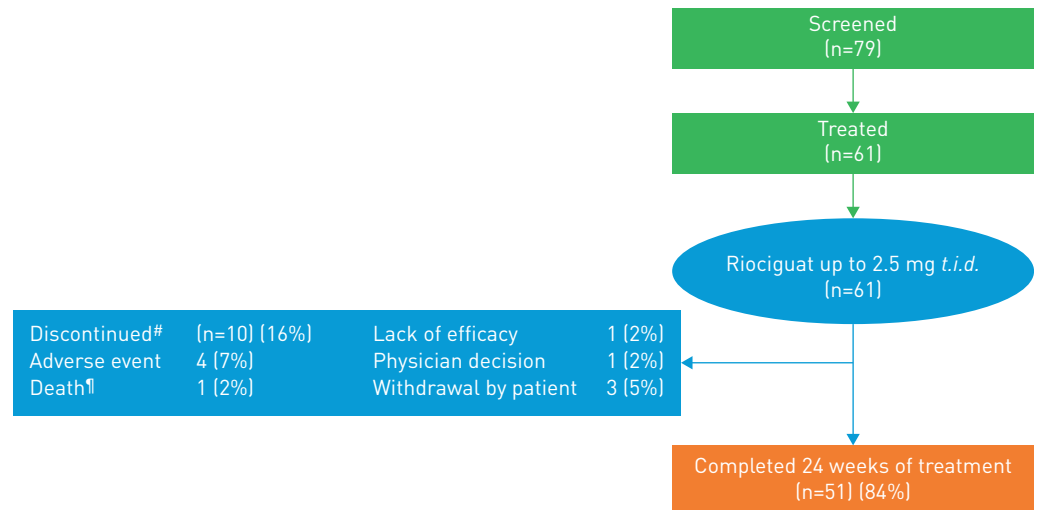 Screened
(n=79)
Treated
(n=61)
Riociguat up to 2.5 mg t.i.d.
(n=61)
Discontinued# (n=10) (16%) Lack of efficacy 1 (2%)
Adverse event 4 (7%) Physician decision 1 (2%)
Death¶ 1 (2%) Withdrawal by patient 3 (5%)
Completed 24 weeks of treatment
(n=51) (84%)